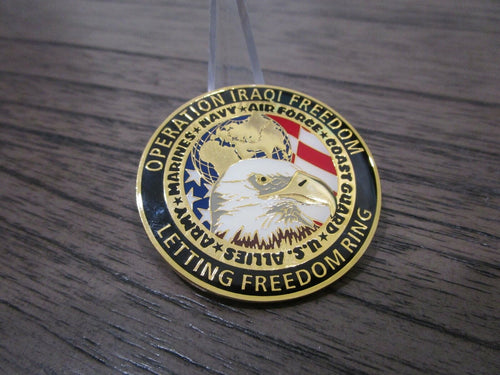 OPERATION IRAQI FREEDOM
MARINES★NAVY★AIR FORCE★COAST GUARD★U.S. ALLIES★ARMY★
LETTING FREEDOM RING